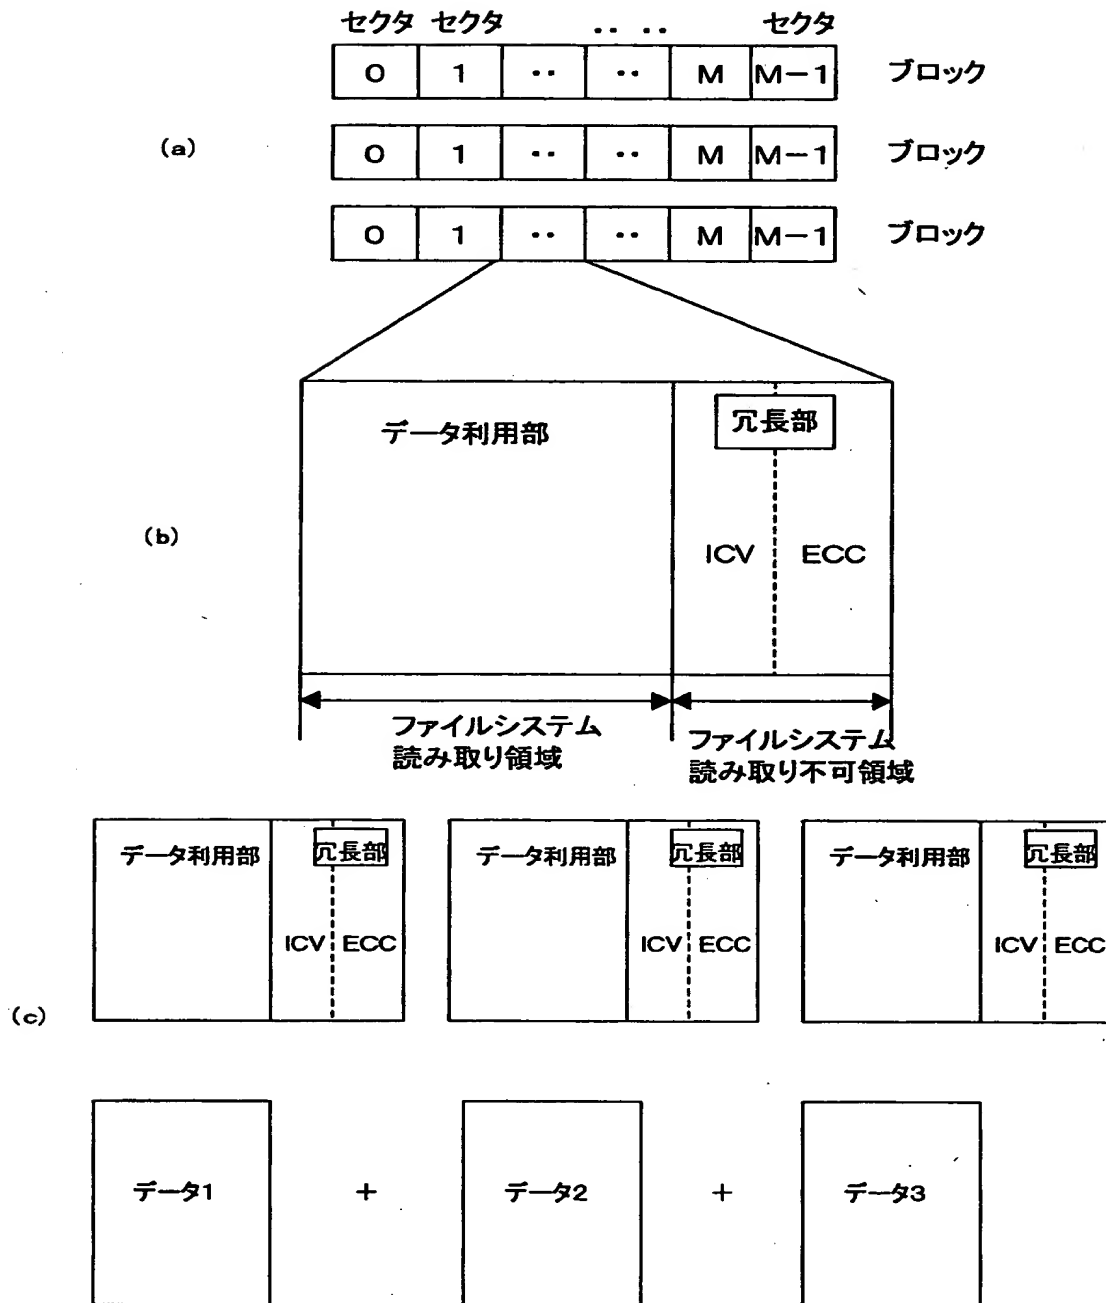 セクタ セクタ ‥ ‥ セクタ
0 1 ‥ ‥ M M−1 ブロック
(a)
0 1 ‥ ‥ M M−1 ブロック
0 1 ‥ ‥ M M−1 ブロック
データ利用部
冗長部
(b)
ICV ECC
ファイルシステム
読み取り領域
ファイルシステム
読み取り不可領域
データ利用部 冗長部 データ利用部 冗長部 データ利用部 冗長部
ICV ECC ICV ECC ICV ECC
(c)
データ1 + データ2 + データ3